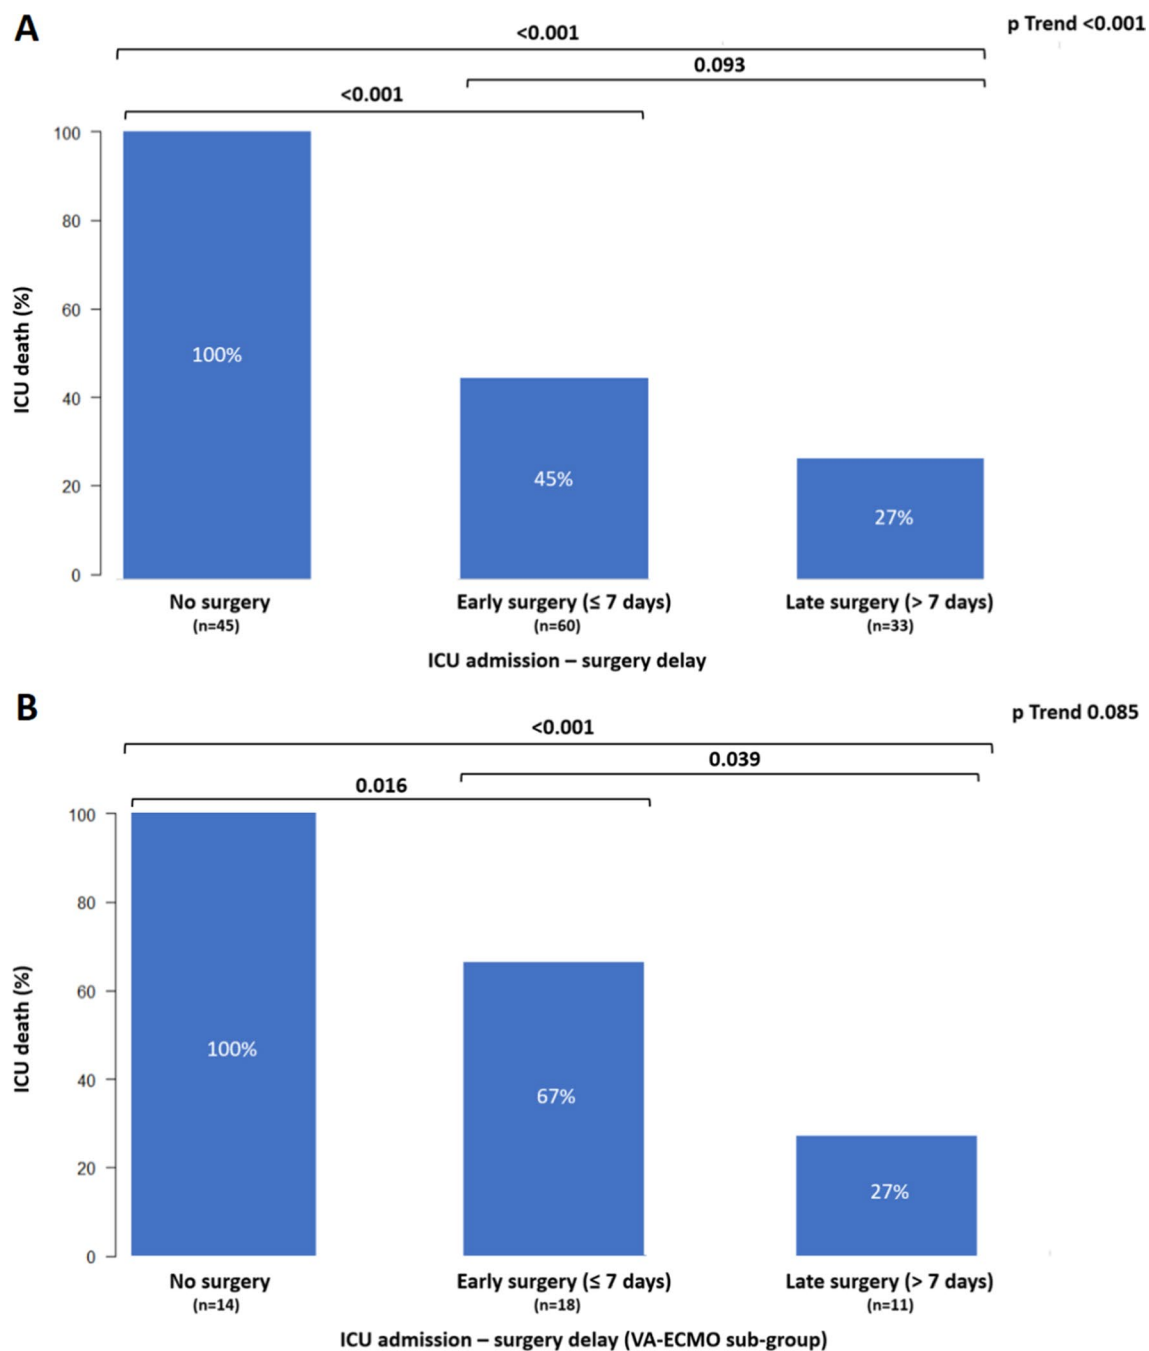 A
p Trend <0.001
<0.001
0.093
<0.001
100
80
60
40
20
0
ICU death (%)
100%
45%
27%
No surgery
(n=45)
Early surgery (≤ 7 days)
(n=60)
Late surgery (> 7 days)
(n=33)
ICU admission – surgery delay
B
p Trend 0.085
<0.001
0.039
0.016
100
80
60
40
20
0
ICU death (%)
100%
67%
27%
No surgery
(n=14)
Early surgery (≤ 7 days)
(n=18)
Late surgery (> 7 days)
(n=11)
ICU admission – surgery delay (VA-ECMO sub-group)